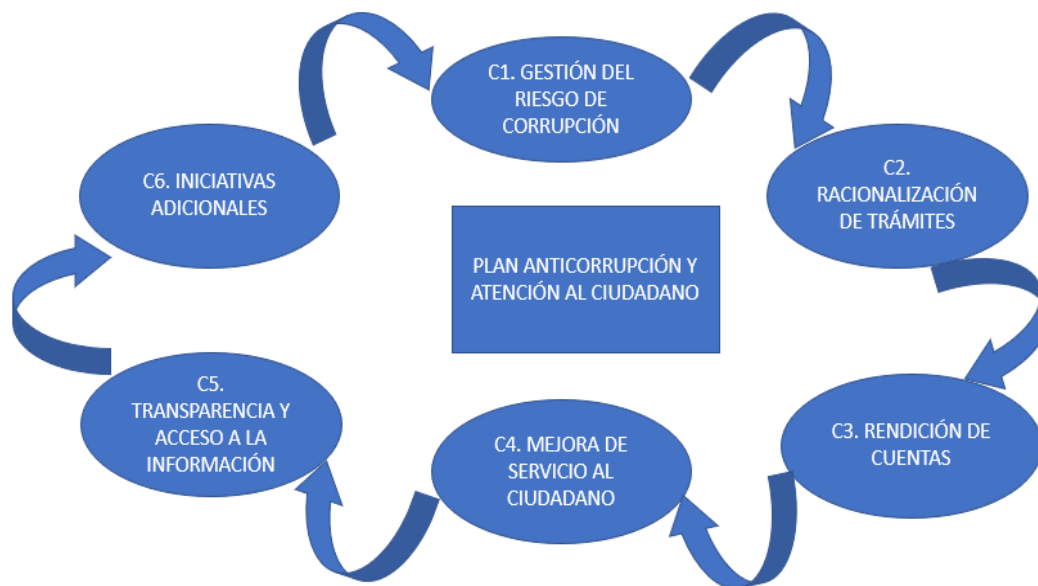 C1. GESTIÓN DEL
RIESGO DE
CORRUPCIÓN
C2.
RACIONALIZACIÓN
DE TRÁMITES
C3. RENDICIÓN DE
CUENTAS
C4. MEJORA DE
SERVICIO AL
CIUDADANO
C5.
TRANSPARENCIA Y
ACCESO A LA
INFORMACIÓN
C6. INICIATIVAS
ADICIONALES
PLAN ANTICORRUPCIÓN Y
ATENCIÓN AL CIUDADANO